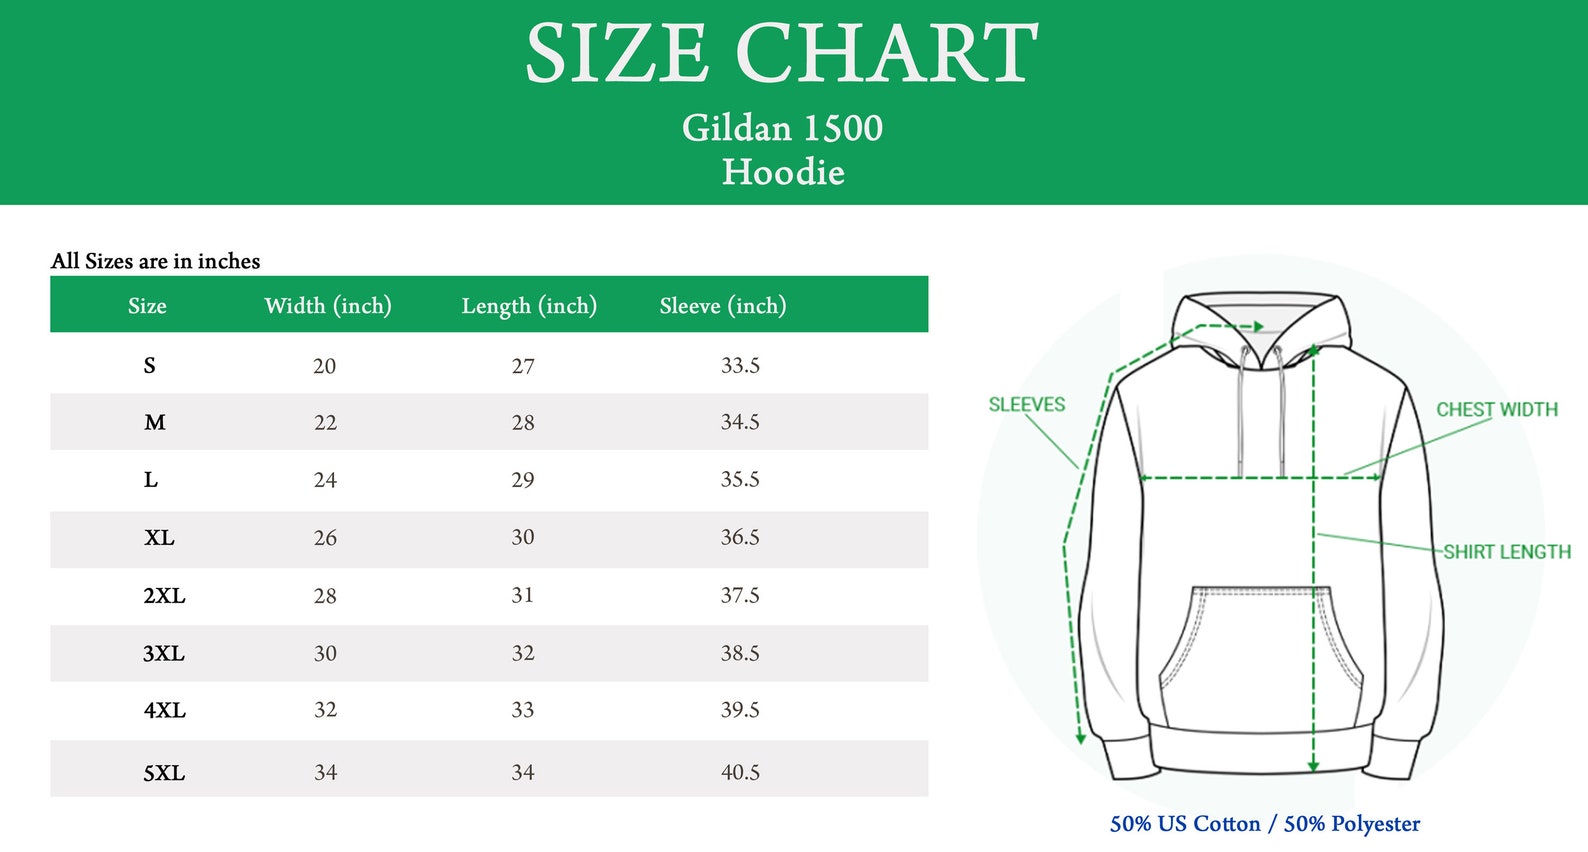 SIZE CHART
Gildan 1500
Hoodie
All Sizes are in inches
Size Width (inch) Length (inch) Sleeve (inch)
S 20 27 33.5
M 22 28 34.5
L 24 29 35.5
XL 26 30 36.5
2XL 28 31 37.5
3XL 30 32 38.5
4XL 32 33 39.5
5XL 34 34 40.5
SLEEVES
CHEST WIDTH
SHIRT LENGTH
50% US Cotton / 50% Polyester